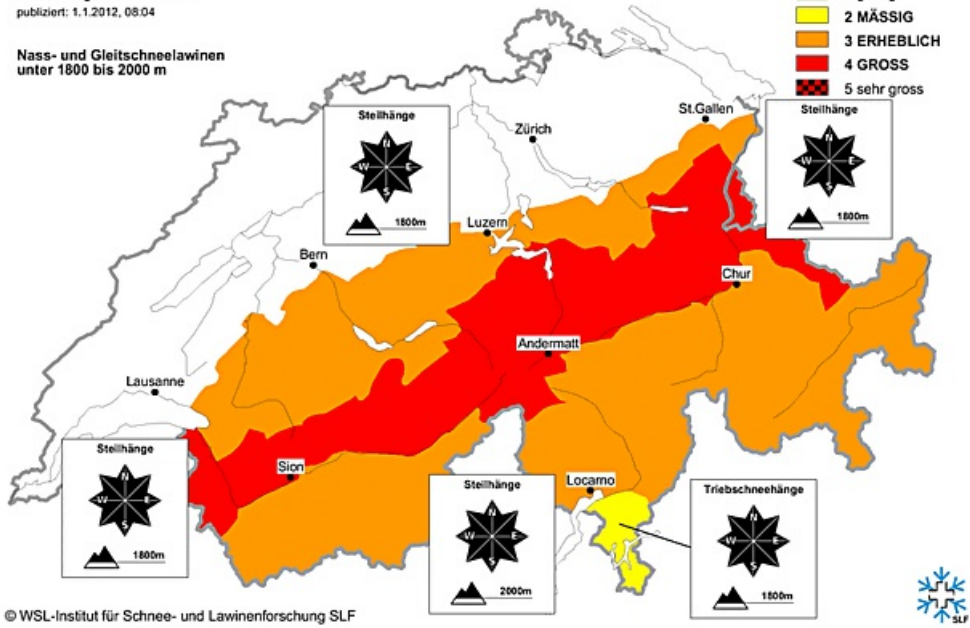 publiziert: 1.1.2012, 08:04
Nass- und Gleitschneelawinen
unter 1800 bis 2000 m
2 MÄSSIG
3 ERHEBLICH
4 GROSS
5 sehr gross
Steilhänge
N
W E
S
1800m
Zürich
St.Gallen
Steilhänge
N
W E
S
1800m
Luzern
Bern
Chur
Andermatt
Lausanne
Steilhänge
N
W E
S
1800m
Sion
Steilhänge
N
W E
S
2000m
Locarno
Triebschneehänge
N
W E
S
1800m
© WSL-Institut für Schnee- und Lawinenforschung SLF
SLF